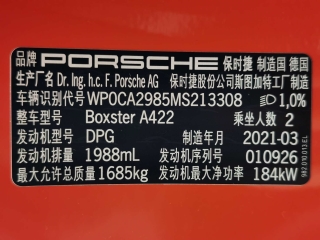 品牌 PORSCHE 保时捷 制造国 德国
生产厂名 Dr. Ing. h.c. F. Porsche AG 保时捷股份公司斯图加特工厂制造
车辆识别代号 WP0CA2985MS213308 1,0%
整车型号 Boxster A422 乘坐人数 2
发动机型号 DPG 制造年月 2021-03
发动机排量 1988mL 发动机序列号 010926
最大允许总质量 1685kg 发动机最大净功率 184kW